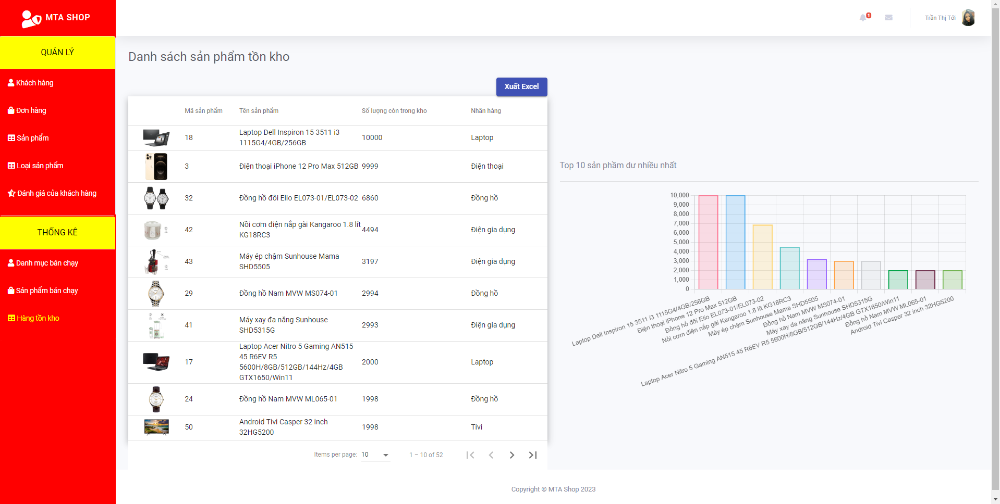 MTA SHOP
1
Trần Thị Tới
QUẢN LÝ
Khách hàng
Đơn hàng
Sản phẩm
Loại sản phẩm
Đánh giá của khách hàng
THỐNG KÊ
Danh mục bán chạy
Sản phẩm bán chạy
Hàng tồn kho
Danh sách sản phẩm tồn kho
Xuất Excel
Mã sản phẩm Tên sản phẩm Số lượng còn trong kho Nhãn hàng
18 Laptop Dell Inspiron 15 3511 i3
1115G4/4GB/256GB 10000 Laptop
3 Điện thoại iPhone 12 Pro Max 512GB 9999 Điện thoại
32 Đồng hồ đôi Elio EL073-01/EL073-02 6860 Đồng hồ
42 Nồi cơm điện nắp gài Kangaroo 1.8 lít
KG18RC3 4494 Điện gia dụng
43 Máy ép chậm Sunhouse Mama
SHD5505 3197 Điện gia dụng
29 Đồng hồ Nam MVW MS074-01 2994 Đồng hồ
41 Máy xay đa năng Sunhouse
SHD5315G 2993 Điện gia dụng
17 Laptop Acer Nitro 5 Gaming AN515
45 R6EV R5
5600H/8GB/512GB/144Hz/4GB
GTX1650/Win11 2000 Laptop
24 Đồng hồ Nam MVW ML065-01 1998 Đồng hồ
50 Android Tivi Casper 32 inch
32HG5200 1998 Tivi
Items per page: 10 1 – 10 of 52
Top 10 sản phầm dư nhiều nhất
10,000
9,000
8,000
7,000
6,000
5,000
4,000
3,000
2,000
1,000
0
Laptop Dell Inspiron 15 3511 i3 1115G4/4GB/256GB
Điện thoại iPhone 12 Pro Max 512GB
Đồng hồ đôi Elio EL073-01/EL073-02
Nồi cơm điện nắp gài Kangaroo 1.8 lít KG18RC3
Máy ép chậm Sunhouse Mama SHD5505
Đồng hồ Nam MVW MS074-01
Máy xay đa năng Sunhouse SHD5315G
Laptop Acer Nitro 5 Gaming AN515 45 R6EV R5 5600H/8GB/512GB/144Hz/4GB GTX1650/Win11
Đồng hồ Nam MVW ML065-01
Android Tivi Casper 32 inch 32HG5200
Copyright © MTA Shop 2023